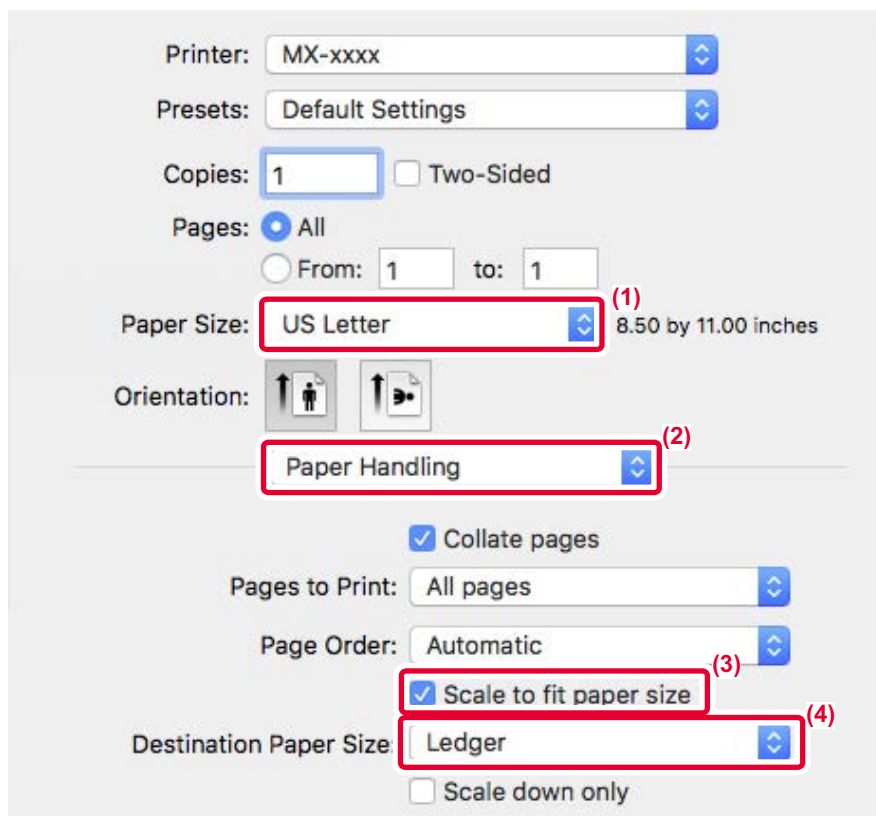 Printer: MX-xxxx
Presets: Default Settings
Copies: 1 Two-Sided
Pages: All
From: 1 to: 1
(1)
Paper Size: US Letter 8.50 by 11.00 inches
Orientation:
(2)
Paper Handling
Collate pages
Pages to Print: All pages
Page Order: Automatic
(3)
Scale to fit paper size
(4)
Destination Paper Size: Ledger
Scale down only